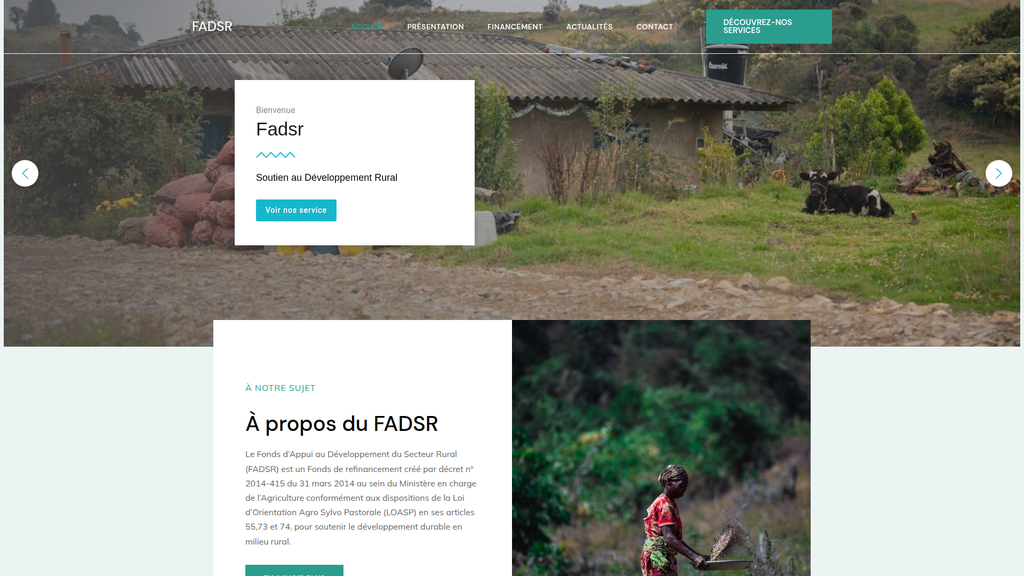 FADSR
ACCUEIL
PRÉSENTATION
FINANCEMENT
ACTUALITÉS
CONTACT
DÉCOUVREZ-NOS
SERVICES
Bienvenue
Fadsr
Soutien au Développement Rural
Voir nos service
À NOTRE SUJET
À propos du FADSR
Le Fonds d’Appui au Développement du Secteur Rural
(FADSR) est un Fonds de refinancement créé par décret n°
2014-415 du 31 mars 2014 au sein du Ministère en charge
de l’Agriculture conformément aux dispositions de la Loi
d’Orientation Agro Sylvo Pastorale (LOASP) en ses articles
55,73 et 74, pour soutenir le développement durable en
milieu rural.